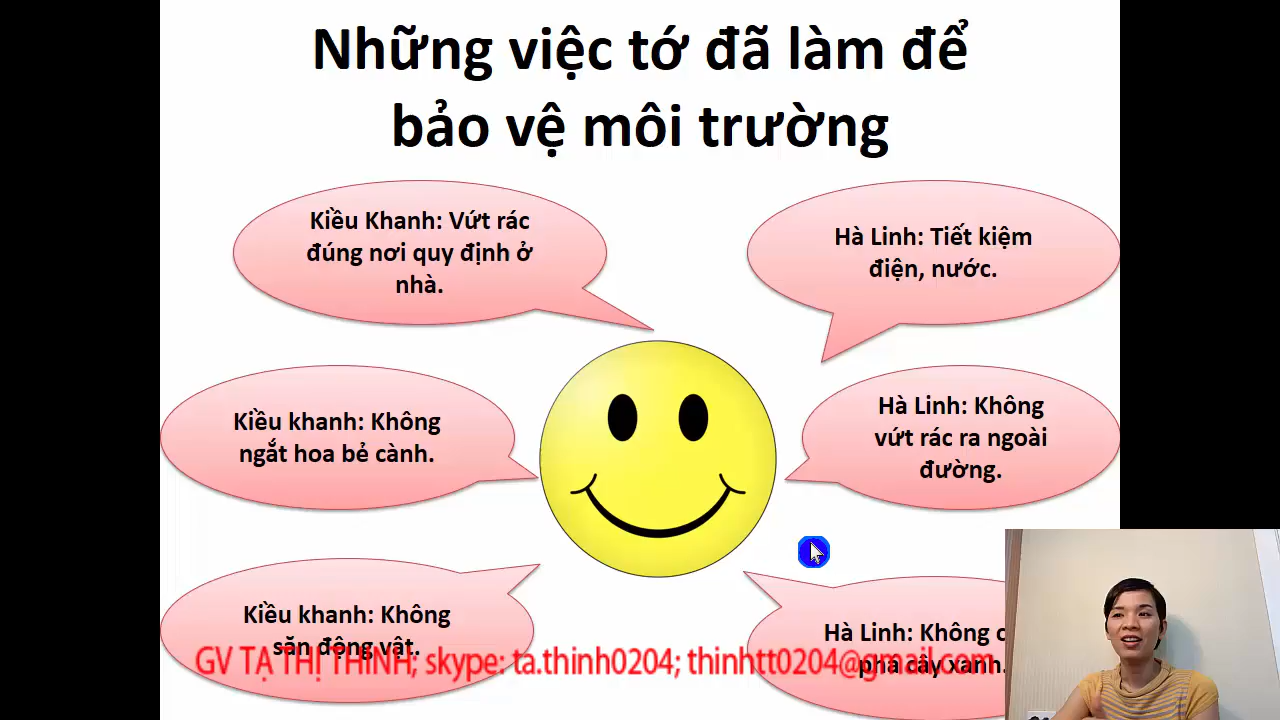 Những việc tớ đã làm để
bảo vệ môi trường
Kiều Khanh: Vứt rác
đúng nơi quy định ở
nhà.
Hà Linh: Tiết kiệm
điện, nước.
Kiều khanh: Không
ngắt hoa bẻ cành.
Hà Linh: Không
vứt rác ra ngoài
đường.
Kiều khanh: Không
săn động vật.
Hà Linh: Không
phá cây xanh.
GV TẠ THỊ THỊNH; skype: ta.thinh0204; thinhtt0204@gmail.com